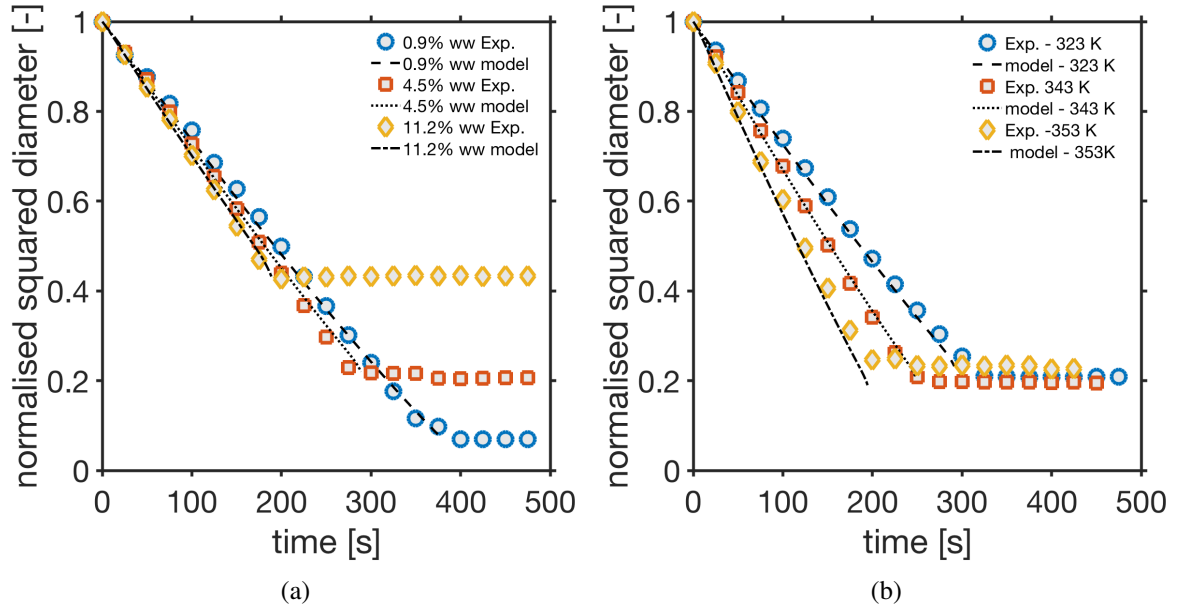 normalised squared diameter [-]
1
0.8
0.6
0.4
0.2
0
0.9% ww Exp.
0.9% ww model
4.5% ww Exp.
4.5% ww model
11.2% ww Exp.
11.2% ww model
0 100 200 300 400 500
time [s]
(a)
normalised squared diameter [-]
1
0.8
0.6
0.4
0.2
0
Exp. - 323 K
model - 323 K
Exp. 343 K
model - 343 K
Exp. -353 K
model - 353K
0 100 200 300 400 500
time [s]
(b)